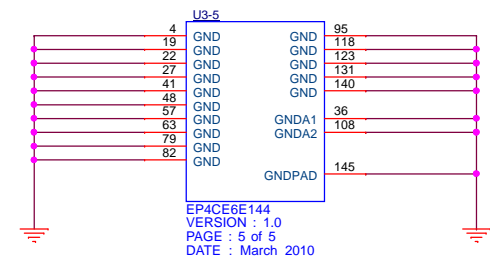 U3-5
4 GND GND 95
19 GND GND 118
22 GND GND 123
27 GND GND 131
41 GND GND 140
48 GND
57 GND GNDA1 36
63 GND GNDA2 108
79 GND
82 GND
GNDPAD 145
EP4CE6E144
VERSION : 1.0
PAGE : 5 of 5
DATE : March 2010